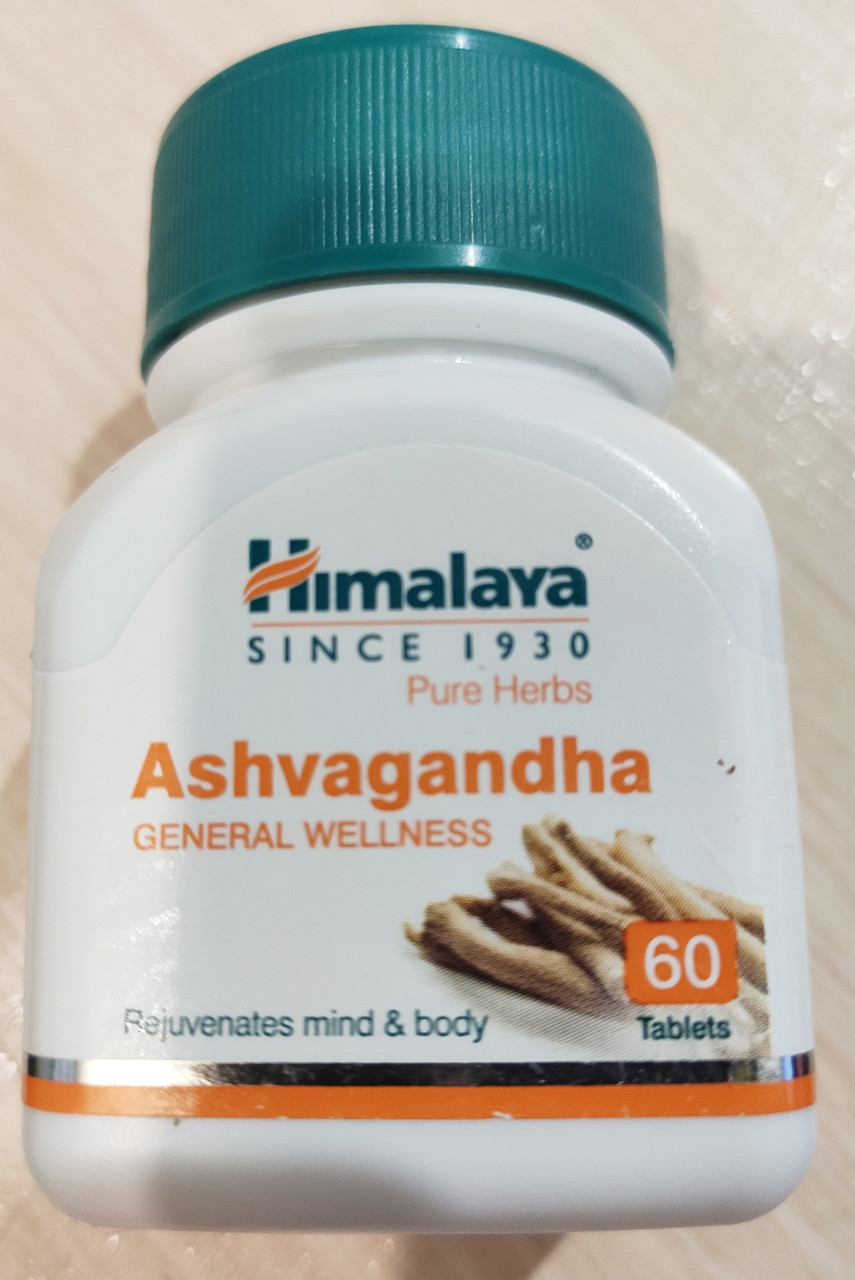 Himalaya®
SINCE 1930
Pure Herbs
Ashvagandha
GENERAL WELLNESS
60
Tablets
Rejuvenates mind & body